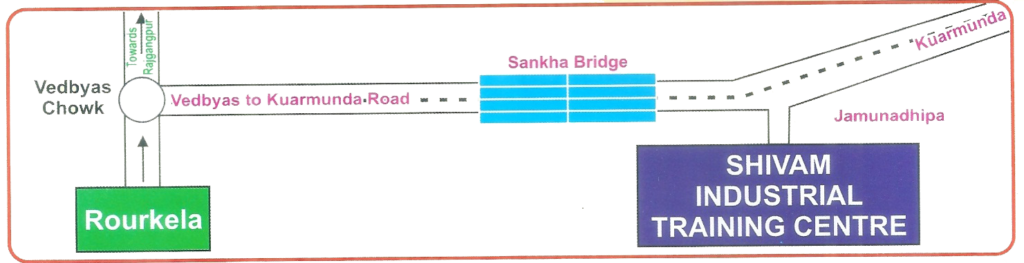 Towards
Rajgangpur
Vedbyas
Chowk
Vedbyas to Kuarmunda Road
Sankha Bridge
Kuarmunda
Jamunadhipa
Rourkela
SHIVAM
INDUSTRIAL
TRAINING CENTRE